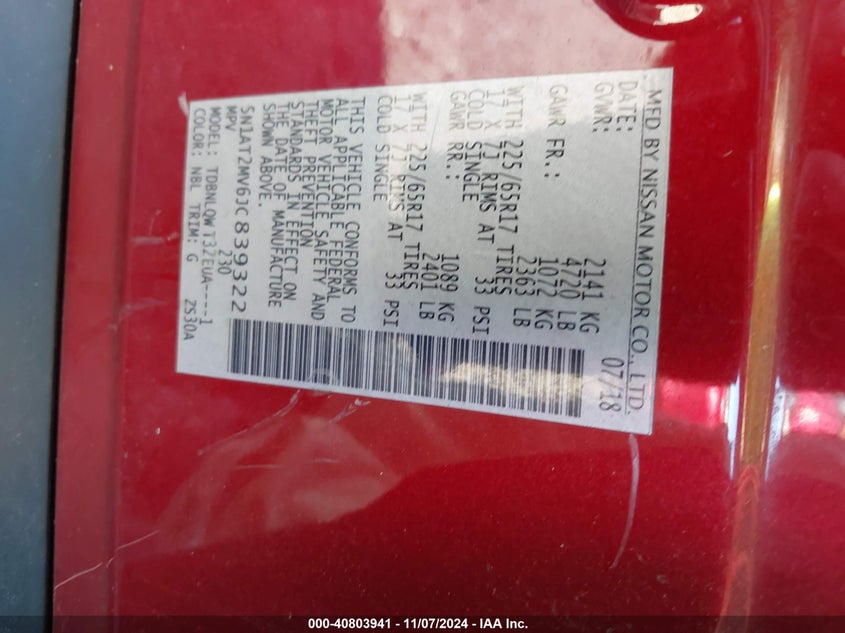 MFD BY NISSAN MOTOR CO., LTD.
DATE: 07/18
GVWR: 2141 KG
4720 LB
GAWR FR.: 1072 KG
2363 LB
WITH 225/65R17 TIRES
17 X 7J RIMS AT 33 PSI
COLD SINGLE
GAWR RR.: 1089 KG
2401 LB
WITH 225/65R17 TIRES
17 X 7J RIMS AT 33 PSI
COLD SINGLE
THIS VEHICLE CONFORMS TO
ALL APPLICABLE FEDERAL
MOTOR VEHICLE SAFETY AND
THEFT PREVENTION
STANDARDS IN EFFECT ON
THE DATE OF MANUFACTURE
SHOWN ABOVE.
5N1AT2MV6JC839322
MPV 230
MODEL: TDBNLQWT32EUA----1
COLOR: NBL TRIM: G ZS30A
000-40803941 - 11/07/2024 - IAA Inc.